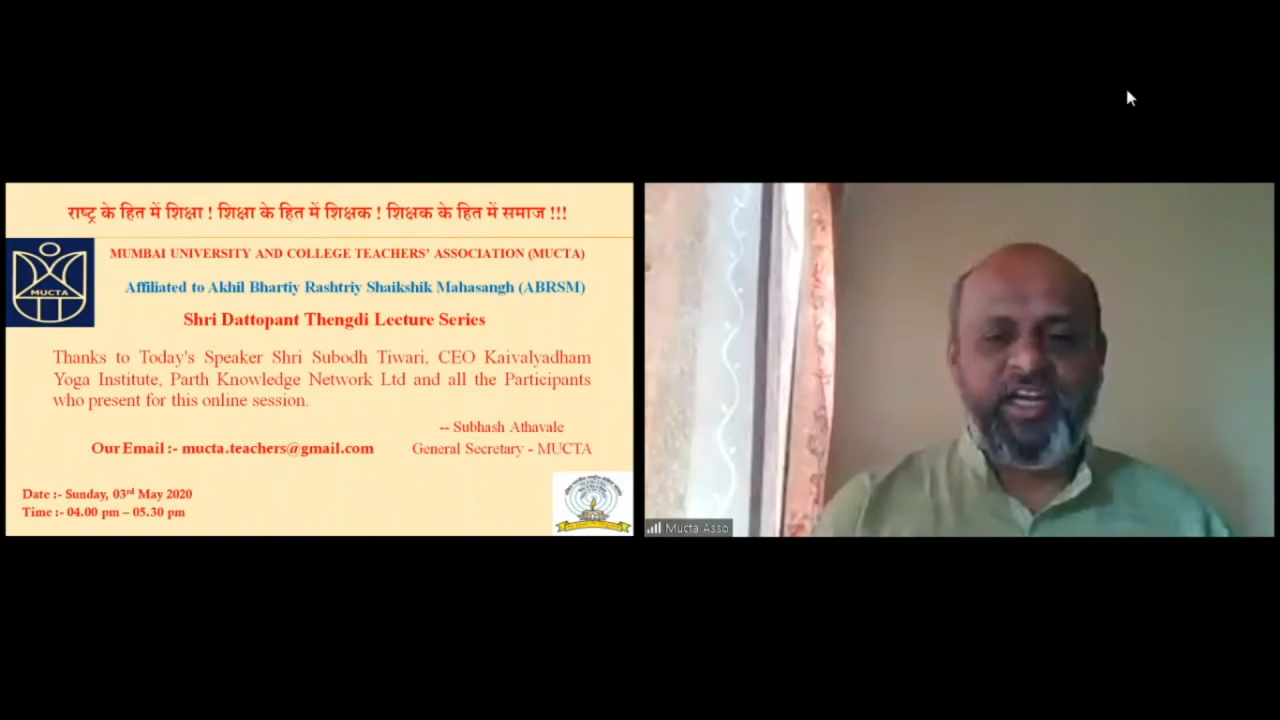 राष्ट्र के हित में शिक्षा ! शिक्षा के हित में शिक्षक ! शिक्षक के हित में समाज !!!
MUCTA
MUMBAI UNIVERSITY AND COLLEGE TEACHERS' ASSOCIATION (MUCTA)
Affiliated to Akhil Bhartiy Rashtriy Shaikshik Mahasangh (ABRSM)
Shri Dattopant Thengdi Lecture Series
Thanks to Today's Speaker Shri Subodh Tiwari, CEO Kaivalyadham
Yoga Institute, Parth Knowledge Network Ltd and all the Participants
who present for this online session.
-- Subhash Athavale
Our Email :- mucta.teachers@gmail.com General Secretary - MUCTA
Date :- Sunday, 03rd May 2020
Time :- 04.00 pm – 05.30 pm
Mucta Asso